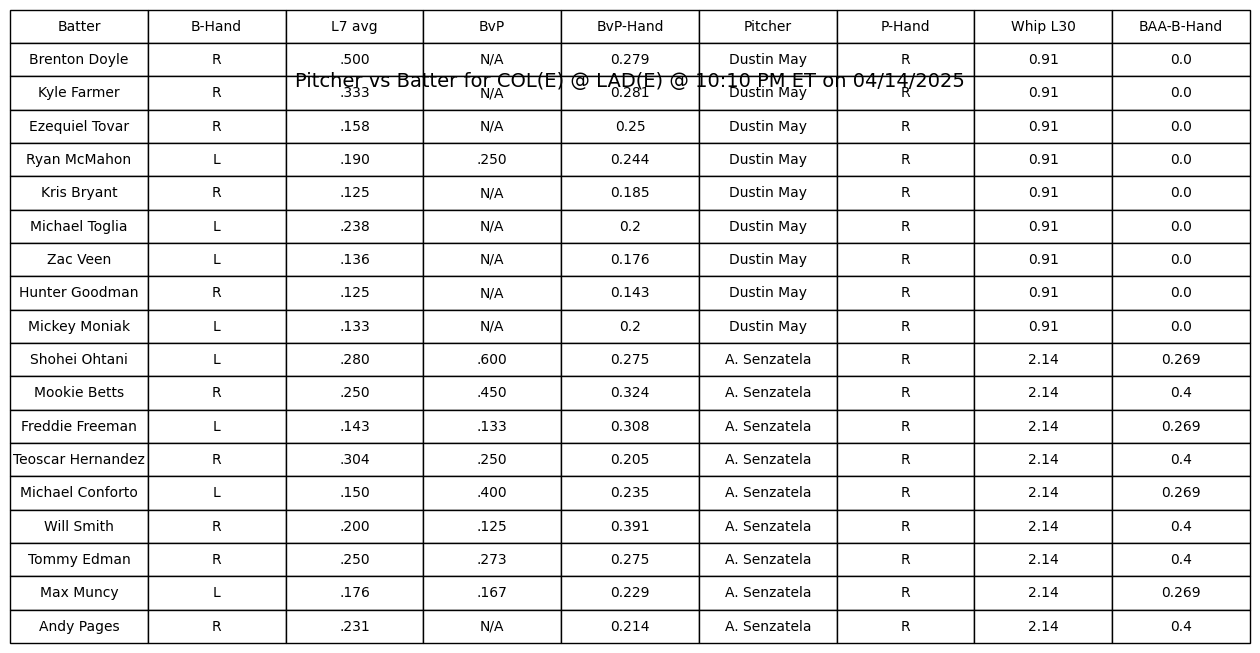 Batter B-Hand L7 avg BvP BvP-Hand Pitcher P-Hand Whip L30 BAA-B-Hand
Brenton Doyle R .500 N/A 0.279 Dustin May R 0.91 0.0
Pitcher vs Batter for COL(E) @ LAD(E) @ 10:10 PM ET on 04/14/2025
Kyle Farmer R .333 N/A 0.281 Dustin May R 0.91 0.0
Ezequiel Tovar R .158 N/A 0.25 Dustin May R 0.91 0.0
Ryan McMahon L .190 .250 0.244 Dustin May R 0.91 0.0
Kris Bryant R .125 N/A 0.185 Dustin May R 0.91 0.0
Michael Toglia L .238 N/A 0.2 Dustin May R 0.91 0.0
Zac Veen L .136 N/A 0.176 Dustin May R 0.91 0.0
Hunter Goodman R .125 N/A 0.143 Dustin May R 0.91 0.0
Mickey Moniak L .133 N/A 0.2 Dustin May R 0.91 0.0
Shohei Ohtani L .280 .600 0.275 A. Senzatela R 2.14 0.269
Mookie Betts R .250 .450 0.324 A. Senzatela R 2.14 0.4
Freddie Freeman L .143 .133 0.308 A. Senzatela R 2.14 0.269
Teoscar Hernandez R .304 .250 0.205 A. Senzatela R 2.14 0.4
Michael Conforto L .150 .400 0.235 A. Senzatela R 2.14 0.269
Will Smith R .200 .125 0.391 A. Senzatela R 2.14 0.4
Tommy Edman R .250 .273 0.275 A. Senzatela R 2.14 0.4
Max Muncy L .176 .167 0.229 A. Senzatela R 2.14 0.269
Andy Pages R .231 N/A 0.214 A. Senzatela R 2.14 0.4